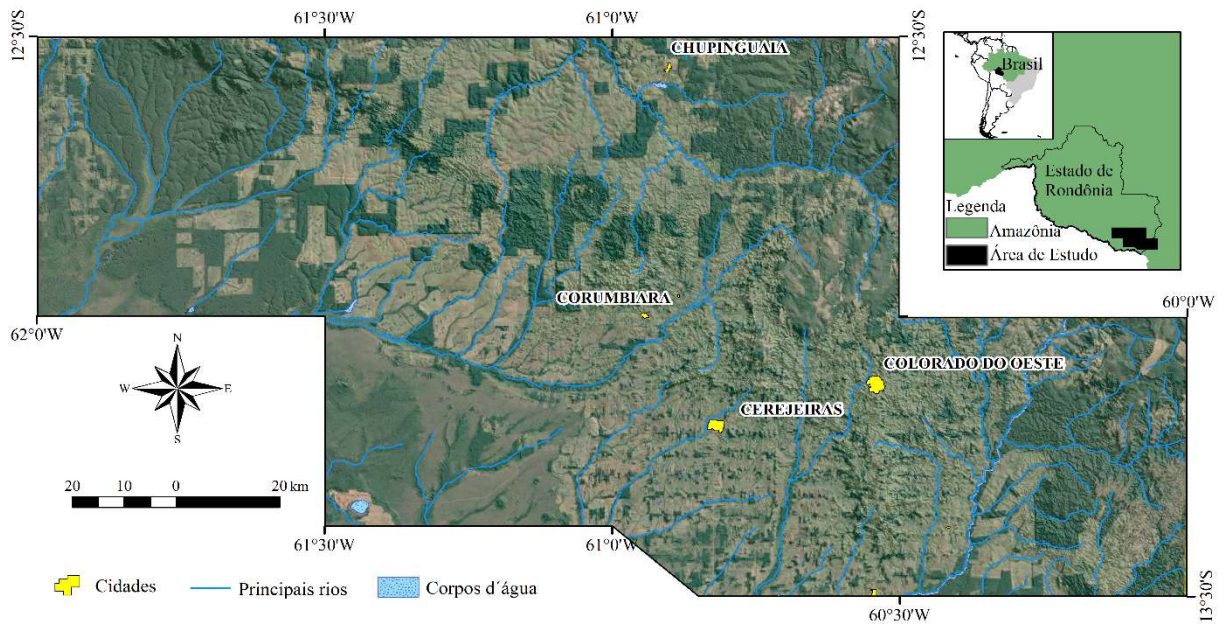 61°30'W
61°0'W
12°30'S
12°30'S
CHUPINGUAIA
Brasil
Estado de
Rondônia
Legenda
Amazônia
Área de Estudo
CORUMBIARA
60°0'W
62°0'W
N
W
E
S
COLORADO DO OESTE
CEREJEIRAS
20 10 0 20 km
61°30'W
61°0'W
60°30'W
13°30'S
Cidades
Principais rios
Corpos d´água